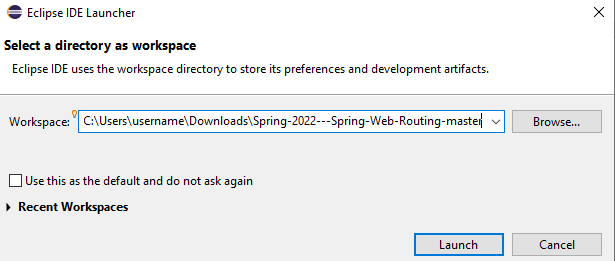 Eclipse IDE Launcher
Select a directory as workspace
Eclipse IDE uses the workspace directory to store its preferences and development artifacts.
Workspace: C:\Users\username\Downloads\Spring-2022---Spring-Web-Routing-master Browse...
Use this as the default and do not ask again
Recent Workspaces
Launch Cancel